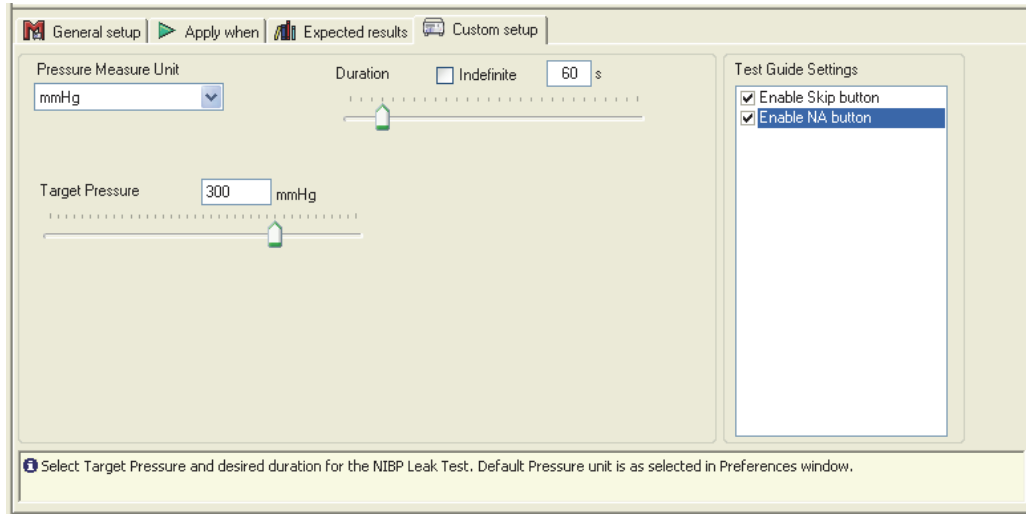 General setup Apply when Expected results Custom setup
Pressure Measure Unit
mmHg
Duration Indefinite 60 s
Target Pressure 300 mmHg
Test Guide Settings
Enable Skip button
Enable NA button
Select Target Pressure and desired duration for the NIBP Leak Test. Default Pressure unit is as selected in Preferences window.